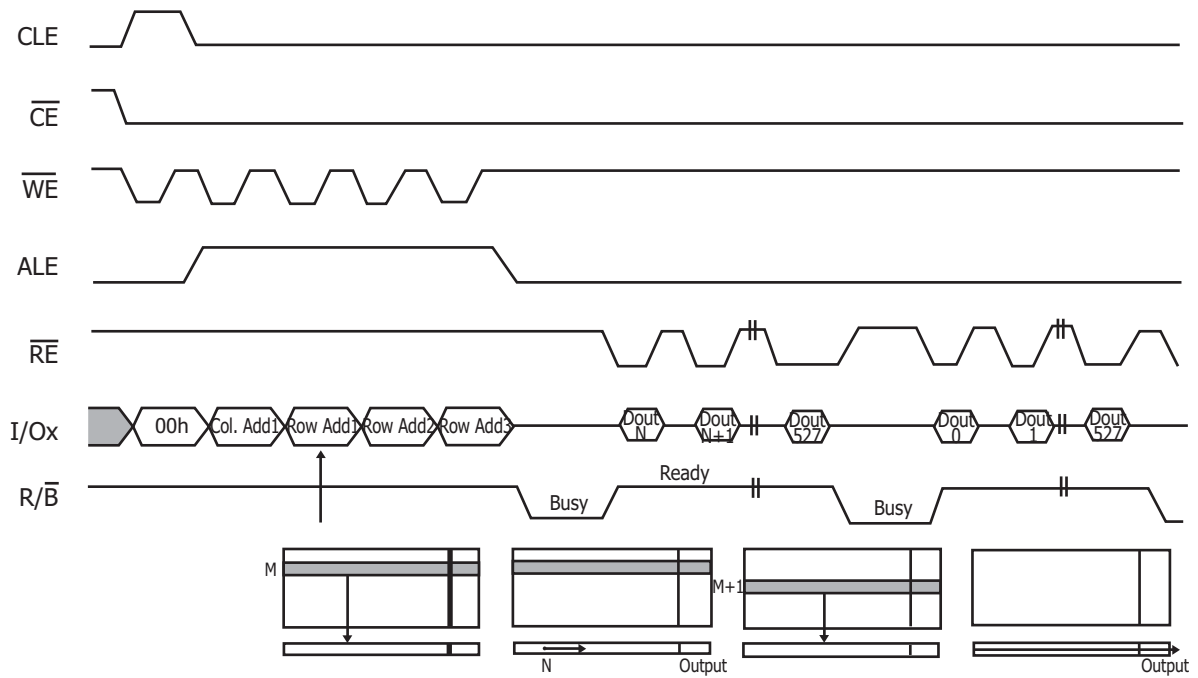 CLE
CE
WE
ALE
RE
I/Ox
00h
Col. Add1
Row Add1
Row Add2
Row Add3
Dout
N
Dout
N+1
Dout
527
Dout
0
Dout
1
Dout
527
R/B
Busy
Ready
Busy
M
M+1
N
Output
Output